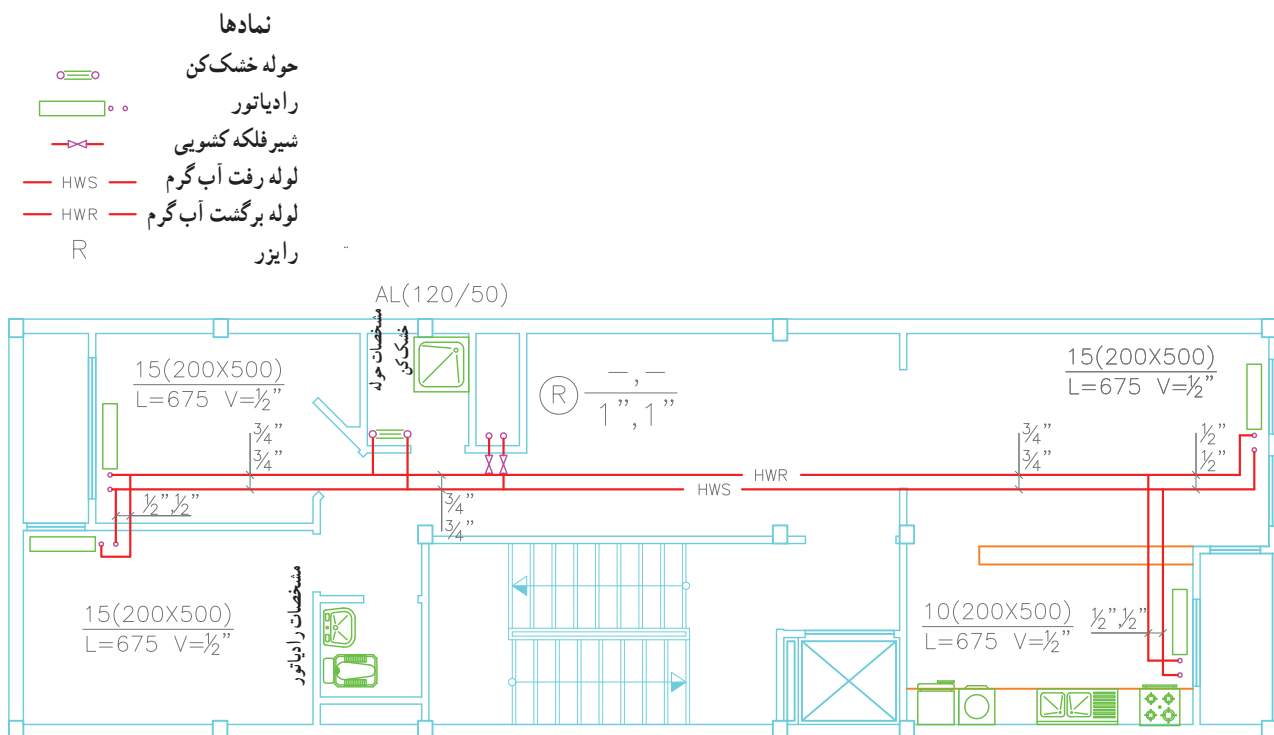 نمادها
حوله خشک‌کن
رادیاتور
شیر فلکه کشویی
HWS لوله رفت آب گرم
HWR لوله برگشت آب گرم
R رایزر
AL(120/50)
مشخصات حوله
خشک‌کن
15(200X500)
L=675 V=½"
R
–,–
1",1"
15(200X500)
L=675 V=½"
¾"
¾"
¾"
¾"
½"
½"
HWR
HWS
½",½"
¾"
¾"
مشخصات رادیاتور
15(200X500)
L=675 V=½"
10(200X500)
L=675 V=½"
½",½"